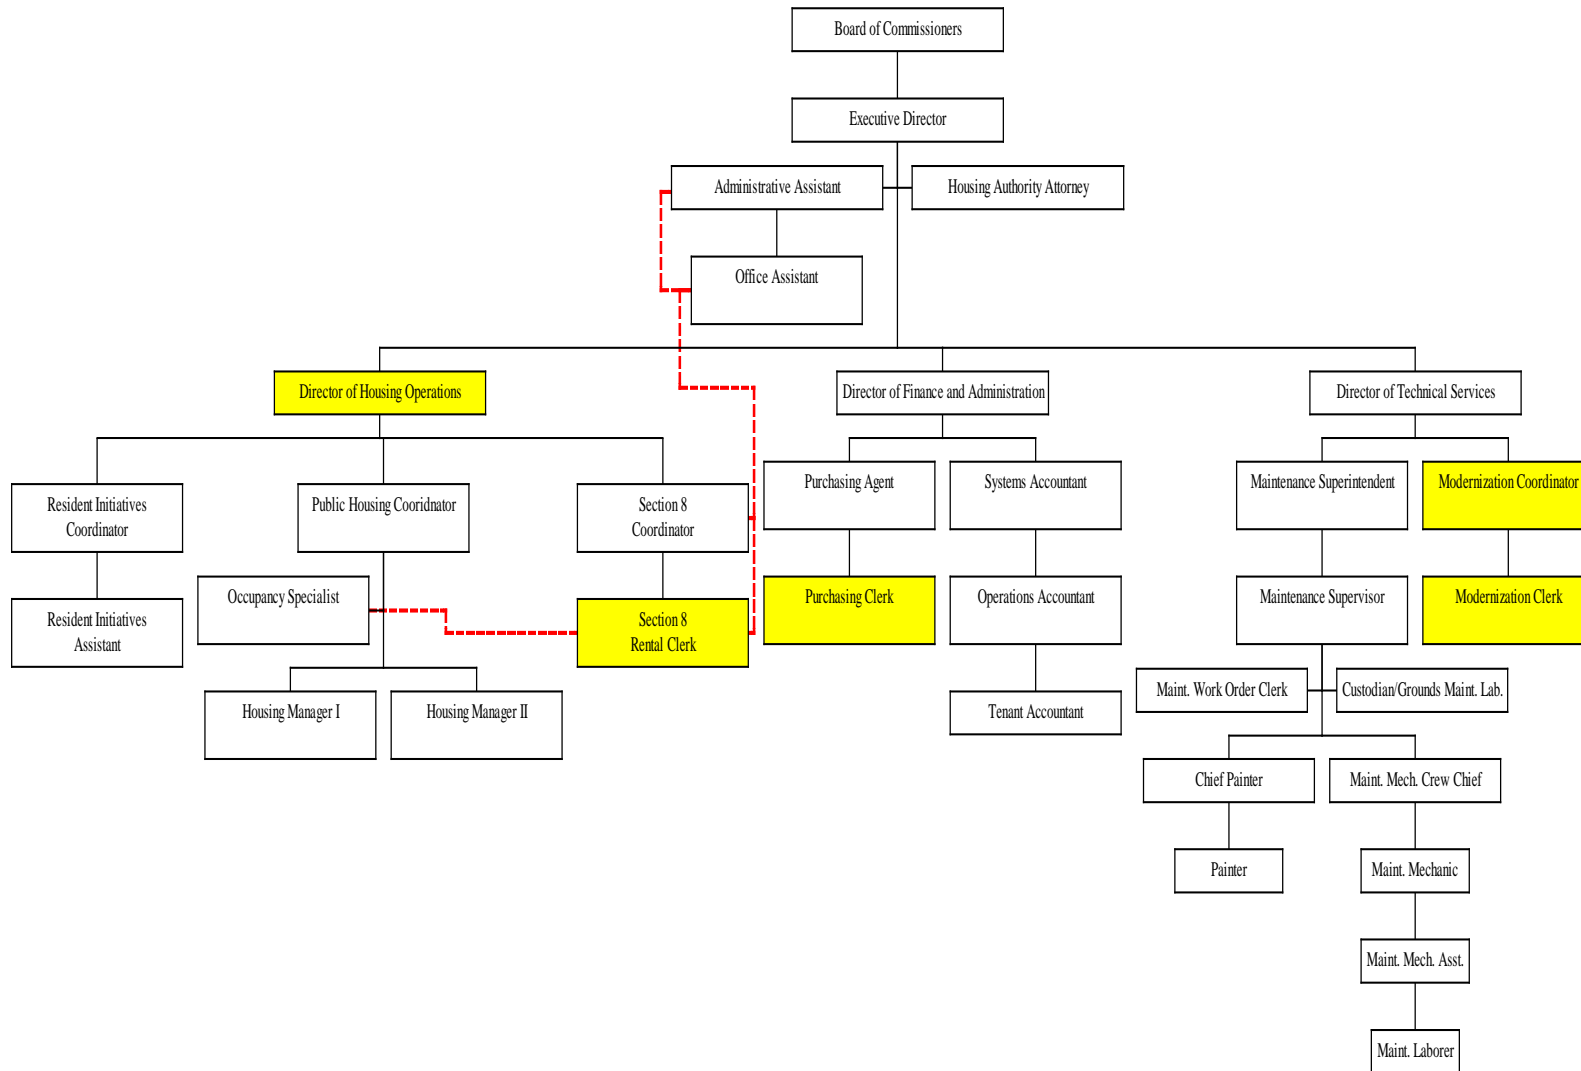 Board of Commissioners
Executive Director
Administrative Assistant
Housing Authority Attorney
Office Assistant
Director of Housing Operations
Director of Finance and Administration
Director of Technical Services
Resident Initiatives
Coordinator
Public Housing Cooridnator
Section 8
Coordinator
Purchasing Agent
Systems Accountant
Maintenance Superintendent
Modernization Coordinator
Resident Initiatives
Assistant
Occupancy Specialist
Section 8
Rental Clerk
Purchasing Clerk
Operations Accountant
Maintenance Supervisor
Modernization Clerk
Housing Manager I
Housing Manager II
Tenant Accountant
Maint. Work Order Clerk
Custodian/Grounds Maint. Lab.
Chief Painter
Maint. Mech. Crew Chief
Painter
Maint. Mechanic
Maint. Mech. Asst.
Maint. Laborer